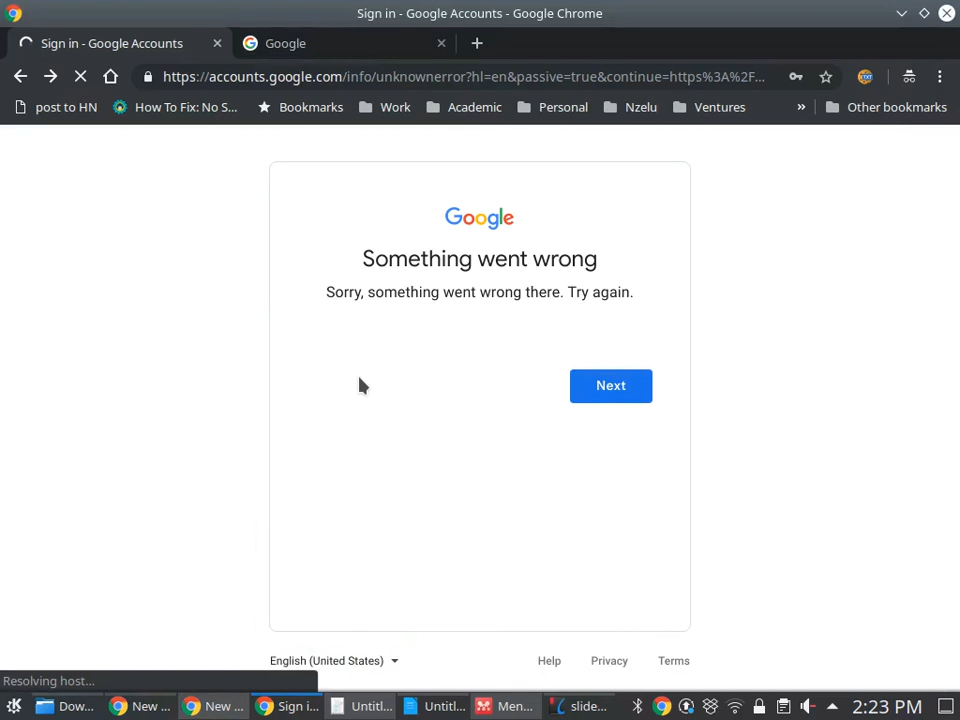 Sign in - Google Accounts - Google Chrome
Sign in - Google Accounts
Google
https://accounts.google.com/info/unknownerror?hl=en&passive=true&continue=https%3A%2F...
post to HN
How To Fix: No S...
Bookmarks
Work
Academic
Personal
Nzelu
Ventures
»
Other bookmarks
Google
Something went wrong
Sorry, something went wrong there. Try again.
Next
English (United States)
Help
Privacy
Terms
Resolving host...
Dow...
New ...
New ...
Sign i...
Untitl...
Untitl...
Men...
slide...
2:23 PM